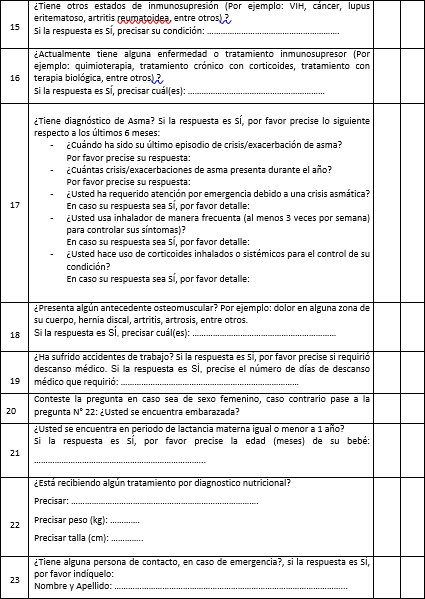 ¿Tiene otros estados de inmunosupresión (Por ejemplo: VIH, cáncer, lupus
eritematoso, artritis reumatoidea, entre otros).?
15
Si la respuesta es SÍ, precisar su condición: ……………………………………………
¿Actualmente tiene alguna enfermedad o tratamiento inmunosupresor (Por
ejemplo: quimioterapia, tratamiento crónico con corticoides, tratamiento con
16
terapia biológica, entre otros).?
Si la respuesta es SÍ, precisar cuál(es): ……………………………………………
¿Tiene diagnóstico de Asma? Si la respuesta es SÍ, por favor precise lo siguiente
respecto a los últimos 6 meses:
- ¿Cuándo ha sido su último episodio de crisis/exacerbación de asma?
Por favor precise su respuesta:
- ¿Cuántas crisis/exacerbaciones de asma presenta durante el año?
Por favor precise su respuesta:
- ¿Usted ha requerido atención por emergencia debido a una crisis asmática?
17
En caso su respuesta sea SÍ, por favor detalle:
- ¿Usted usa inhalador de manera frecuente (al menos 3 veces por semana)
para controlar sus síntomas)?
En caso su respuesta sea SÍ, por favor detalle:
- ¿Usted hace uso de corticoides inhalados o sistémicos para el control de su
condición?
En caso su respuesta sea SÍ, por favor detalle:
¿Presenta algún antecedente osteomuscular? Por ejemplo: dolor en alguna zona de
su cuerpo, hernia discal, artritis, artrosis, entre otros.
18
Si la respuesta es SÍ, precisar cuál(es): ………………………………………………
¿Ha sufrido accidentes de trabajo? Si la respuesta es SÍ, por favor precise si requirió
descanso médico. Si la respuesta es SÍ, precise el número de días de descanso
19
médico que requirió: ……………………………………………………………
Conteste la pregunta en caso sea de sexo femenino, caso contrario pase a la
20
pregunta N° 22: ¿Usted se encuentra embarazada?
¿Usted se encuentra en periodo de lactancia materna igual o menor a 1 año?
Si la respuesta es SÍ, por favor precise la edad (meses) de su bebé:
21
…………………………………………………………
¿Está recibiendo algún tratamiento por diagnostico nutricional?
Precisar: ………………………………………………………………
22
Precisar peso (kg): …………
Precisar talla (cm): …………
¿Tiene alguna persona de contacto, en caso de emergencia?, si la respuesta es SÍ,
23
por favor indíquelo:
Nombre y Apellido: ………………………………………………………………………………